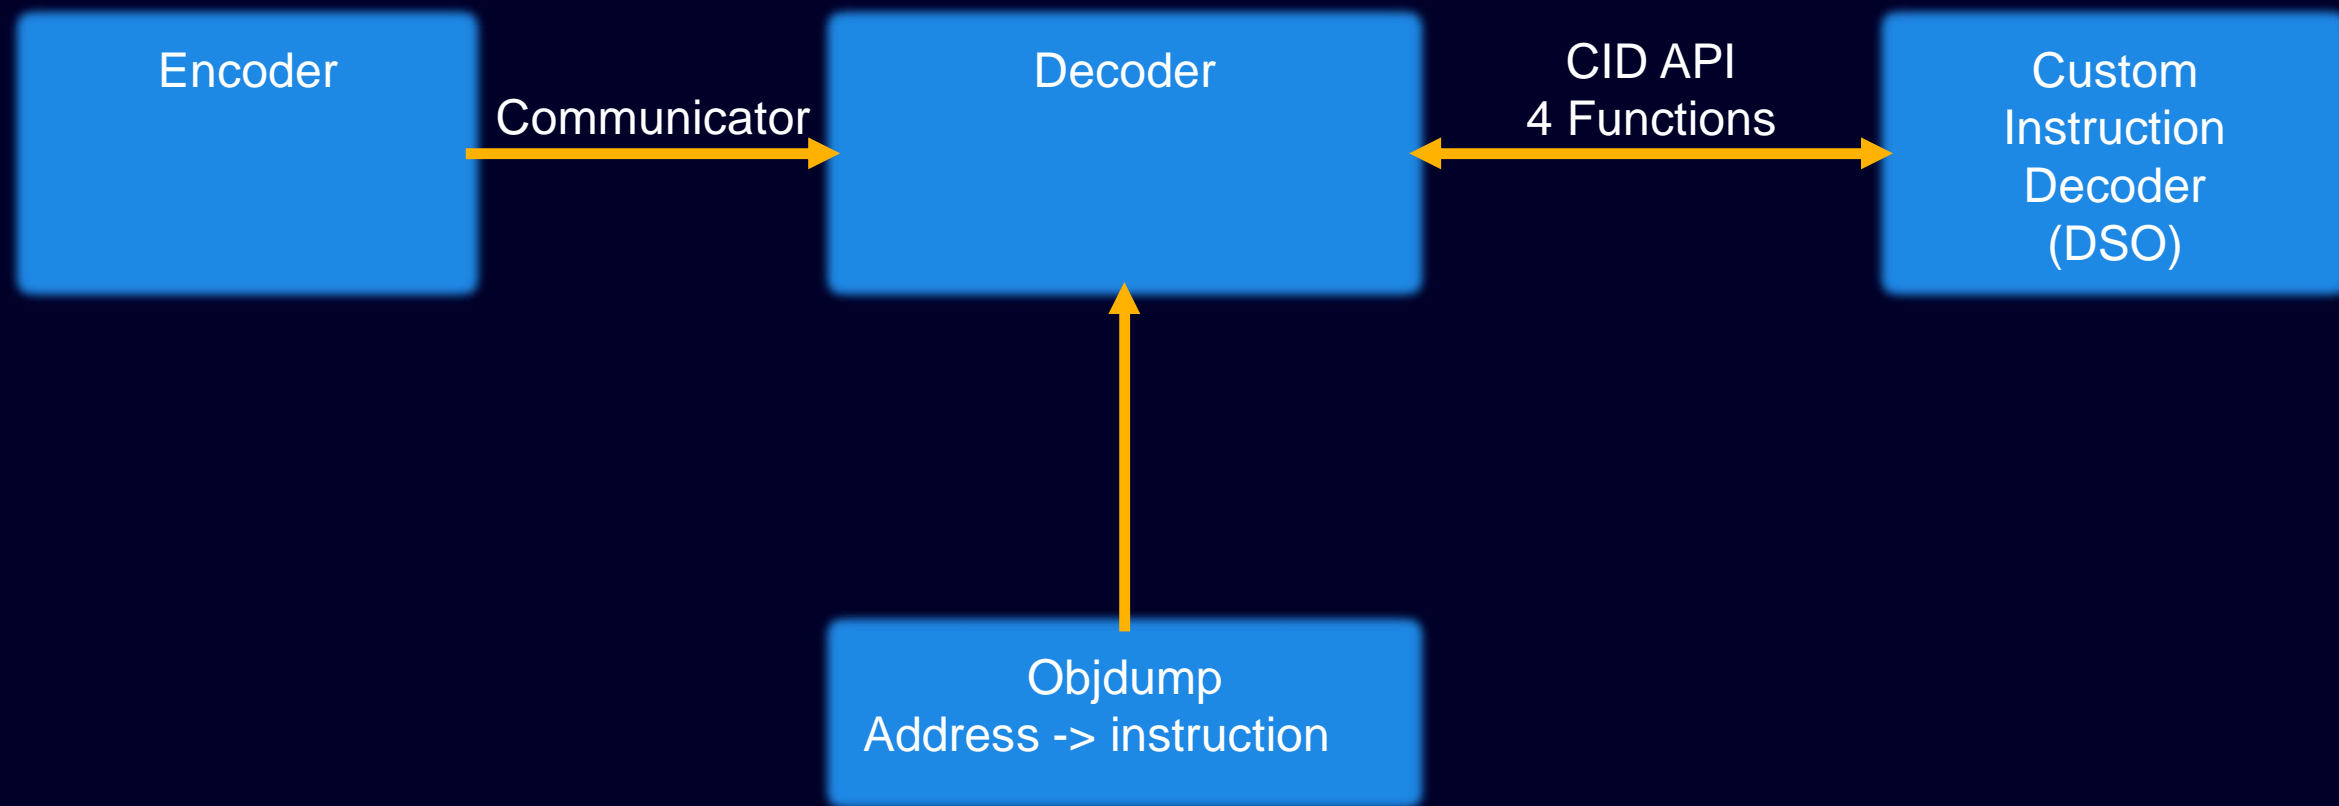 Encoder
Communicator
Decoder
CID API
4 Functions
Custom
Instruction
Decoder
(DSO)
Objdump
Address -> instruction